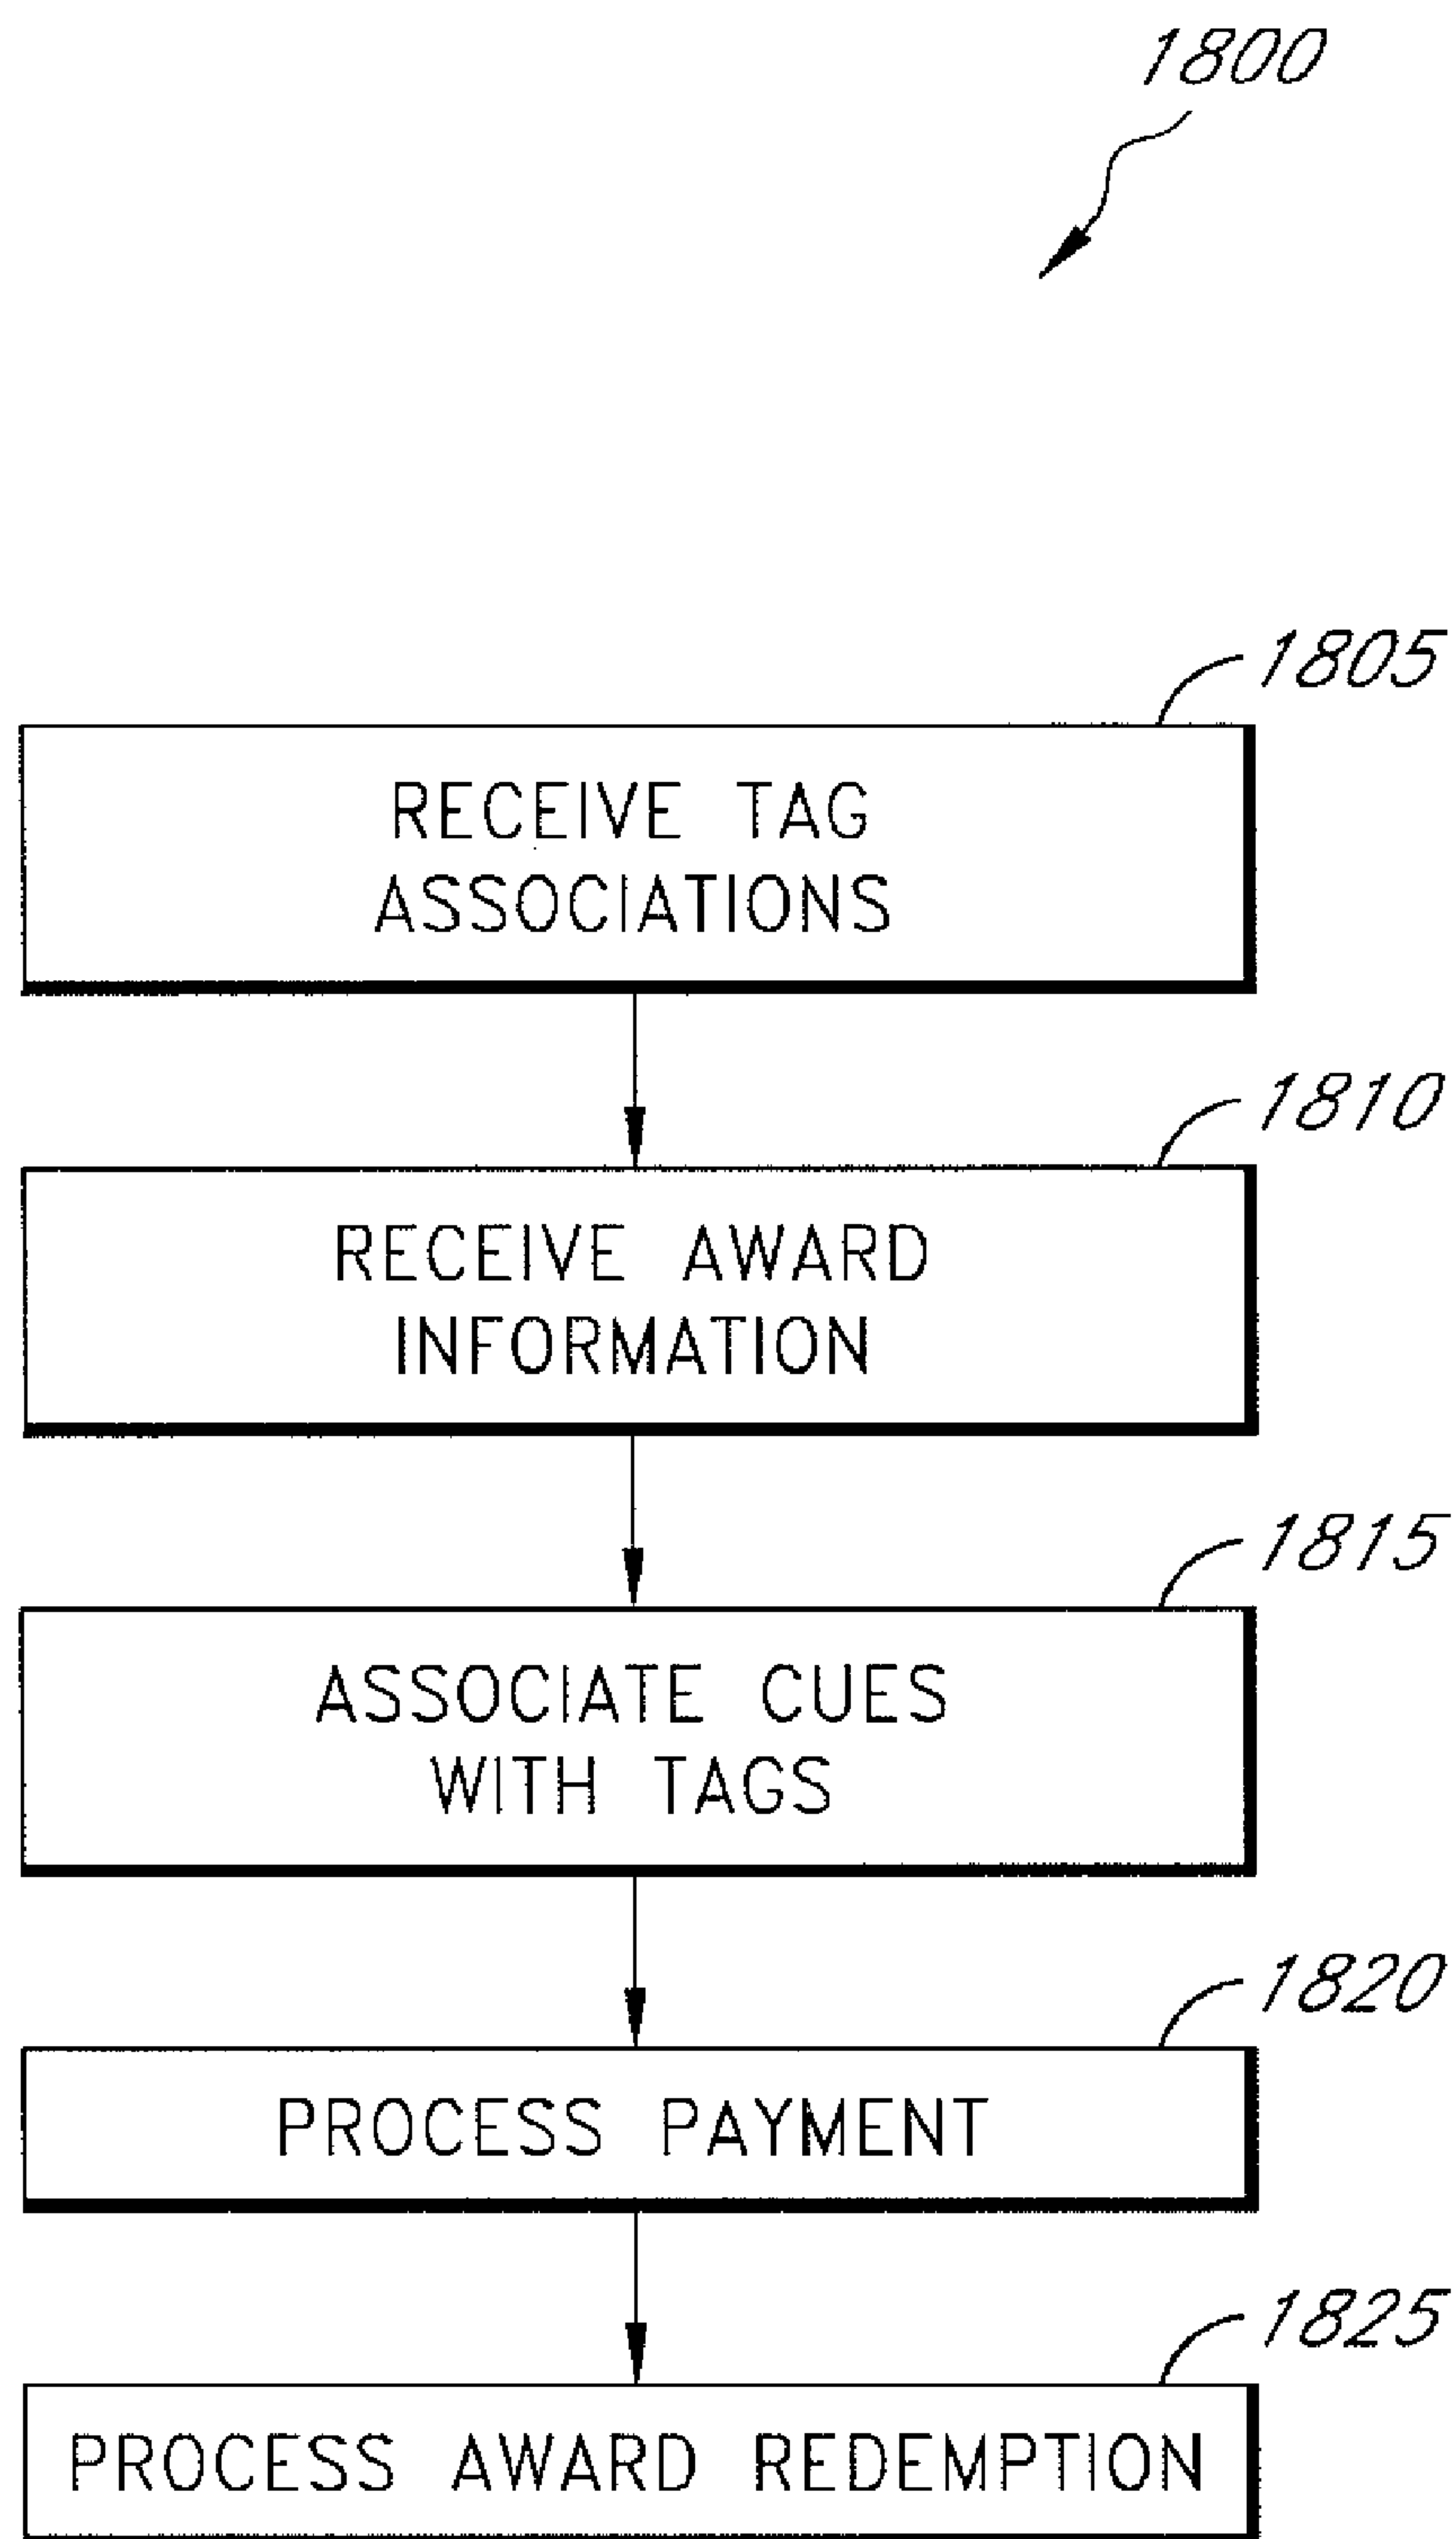 1800
1805
RECEIVE TAG
ASSOCIATIONS
1810
RECEIVE AWARD
INFORMATION
1815
ASSOCIATE CUES
WITH TAGS
1820
PROCESS PAYMENT
1825
PROCESS AWARD REDEMPTION